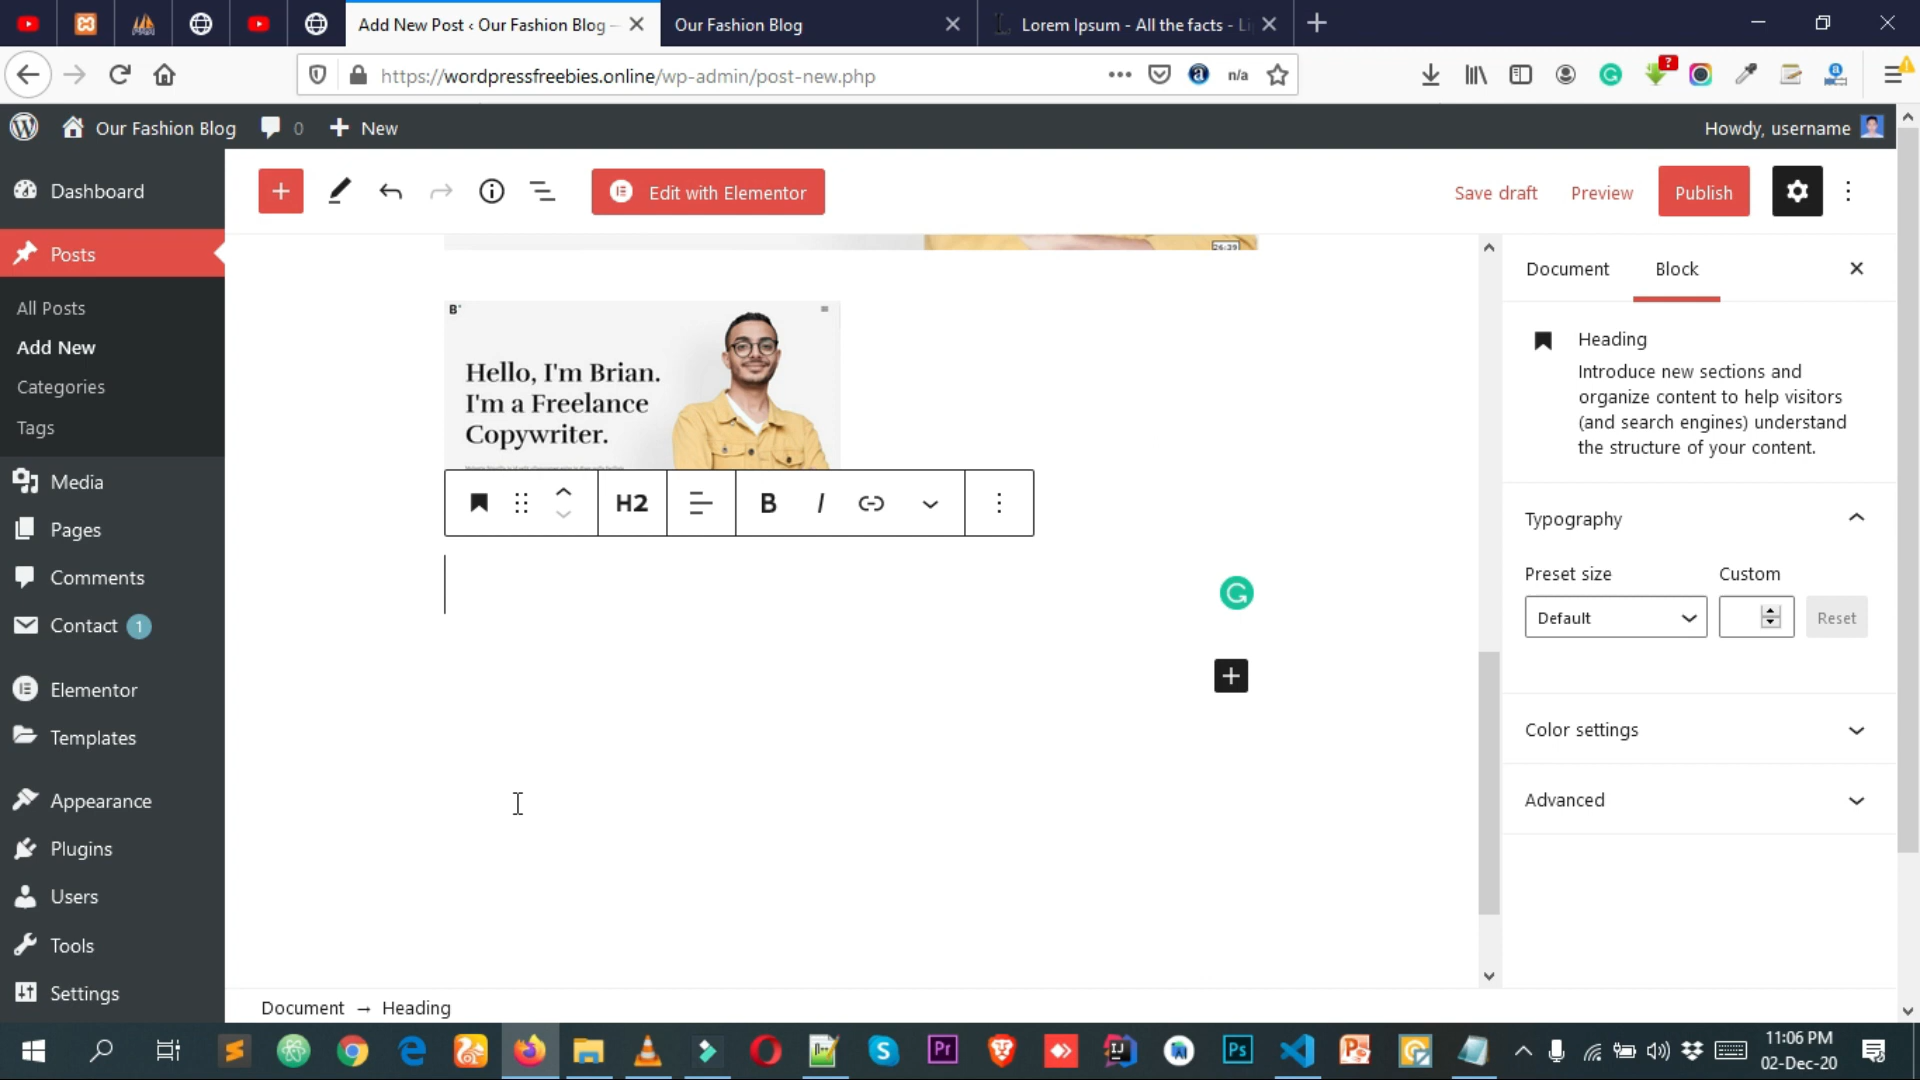 Add New Post ‹ Our Fashion Blog —
Our Fashion Blog
Lorem Ipsum - All the facts - Li
https://wordpressfreebies.online/wp-admin/post-new.php
n/a
?
Our Fashion Blog
0
New
Howdy, username
Dashboard
Posts
All Posts
Add New
Categories
Tags
Media
Pages
Comments
Contact 1
Elementor
Templates
Appearance
Plugins
Users
Tools
Settings
Edit with Elementor
Save draft
Preview
Publish
26:39
B
Hello, I'm Brian.
I'm a Freelance
Copywriter.
H2
B I
Document
Block
Heading
Introduce new sections and
organize content to help visitors
(and search engines) understand
the structure of your content.
Typography
Preset size
Custom
Default
Reset
Color settings
Advanced
Document → Heading
Pr
Ps
11:06 PM
02-Dec-20